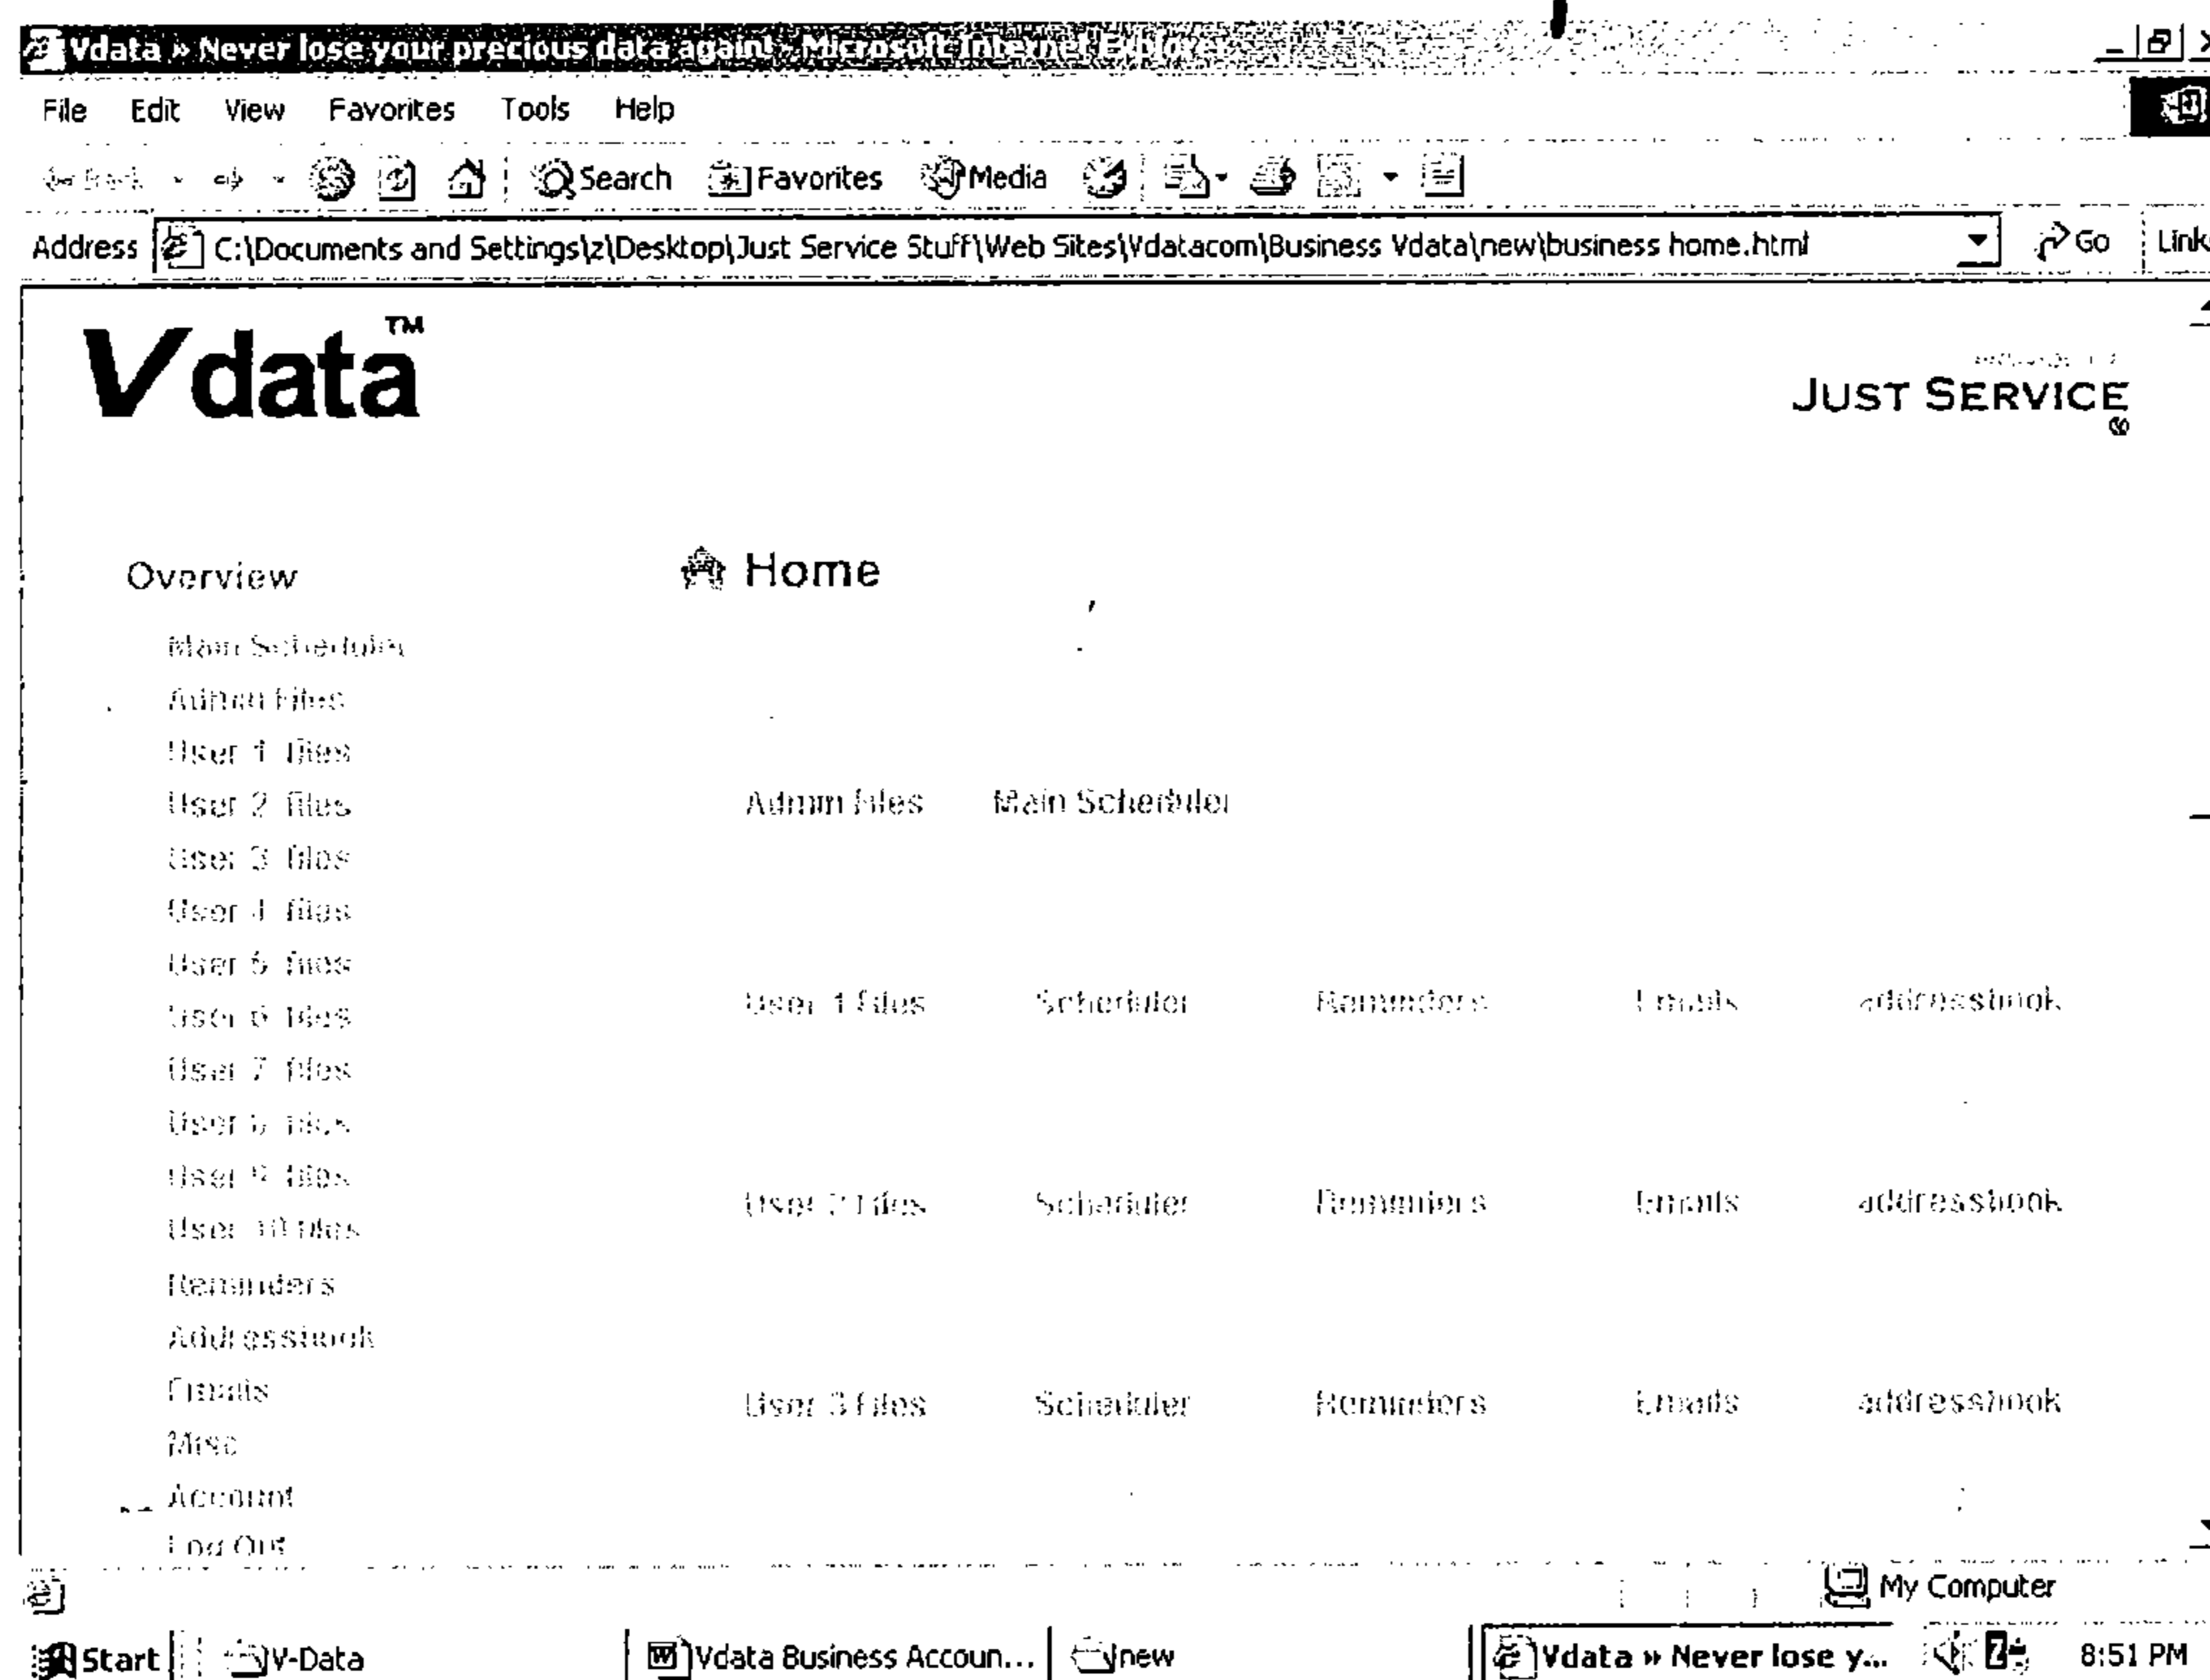 Vdata » Never lose your precious data again! - Microsoft Internet Explorer
File Edit View Favorites Tools Help
Back Search Favorites Media
Address C:\Documents and Settings\z\Desktop\Just Service Stuff\Web Sites\Vdatacom\Business Vdata\new\business home.html Go Links
Vdata™
JUST SERVICE®
Overview
Home
Main Scheduler
Admin Files
User 1 files
User 2 files
Admin Files Main Scheduler
User 3 files
User 4 files
User 5 files
User 1 Files Scheduler Reminders Emails addressbook
User 6 files
User 7 files
User 8 files
User 9 files
User 2 Files Scheduler Reminders Emails addressbook
User 10 files
Reminders
Addressbook
Emails
User 3 Files Scheduler Reminders Emails addressbook
Misc
Account
Log Out
My Computer
Start V-Data Vdata Business Accoun... new Vdata » Never lose y... 8:51 PM